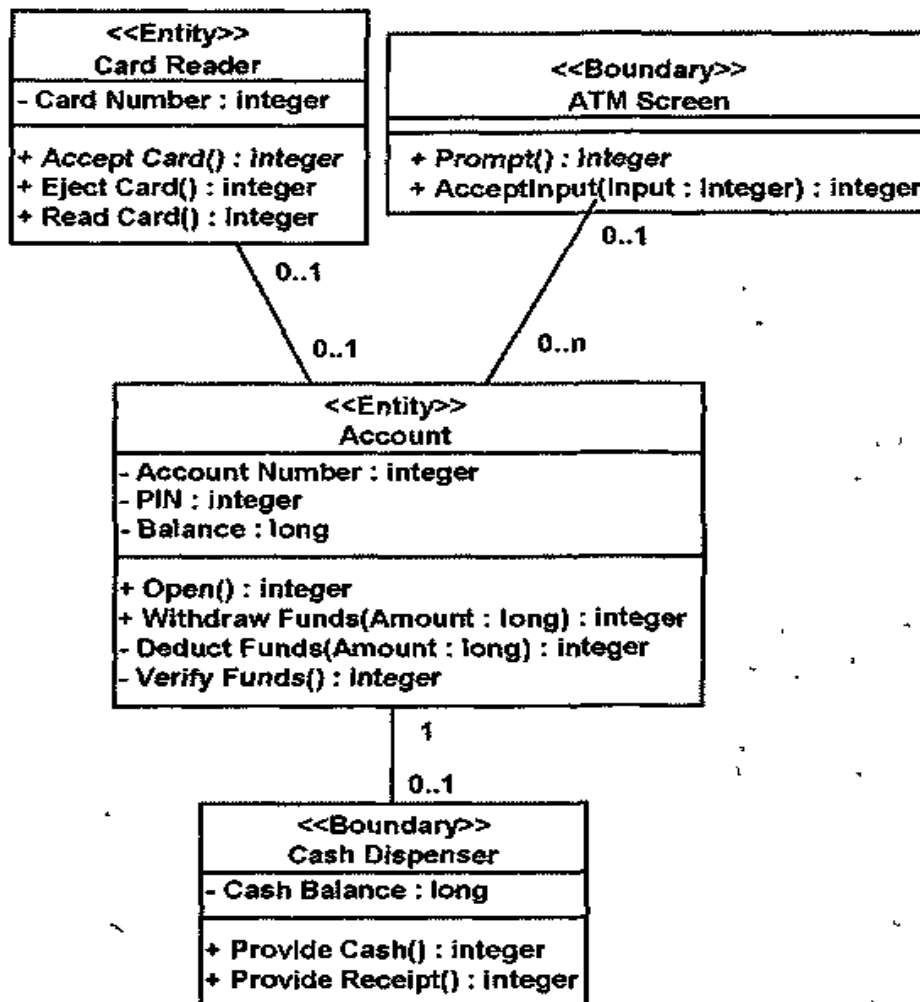 <<Entity>>
Card Reader
- Card Number : integer
+ Accept Card() : integer
+ Eject Card() : integer
+ Read Card() : integer
<<Boundary>>
ATM Screen
+ Prompt() : integer
+ AcceptInput(Input : Integer) : integer
0..1
0..1
0..1
0..n
<<Entity>>
Account
- Account Number : integer
- PIN : integer
- Balance : long
+ Open() : integer
+ Withdraw Funds(Amount : long) : integer
- Deduct Funds(Amount : long) : integer
- Verify Funds() : integer
1
0..1
<<Boundary>>
Cash Dispenser
- Cash Balance : long
+ Provide Cash() : integer
+ Provide Receipt() : integer